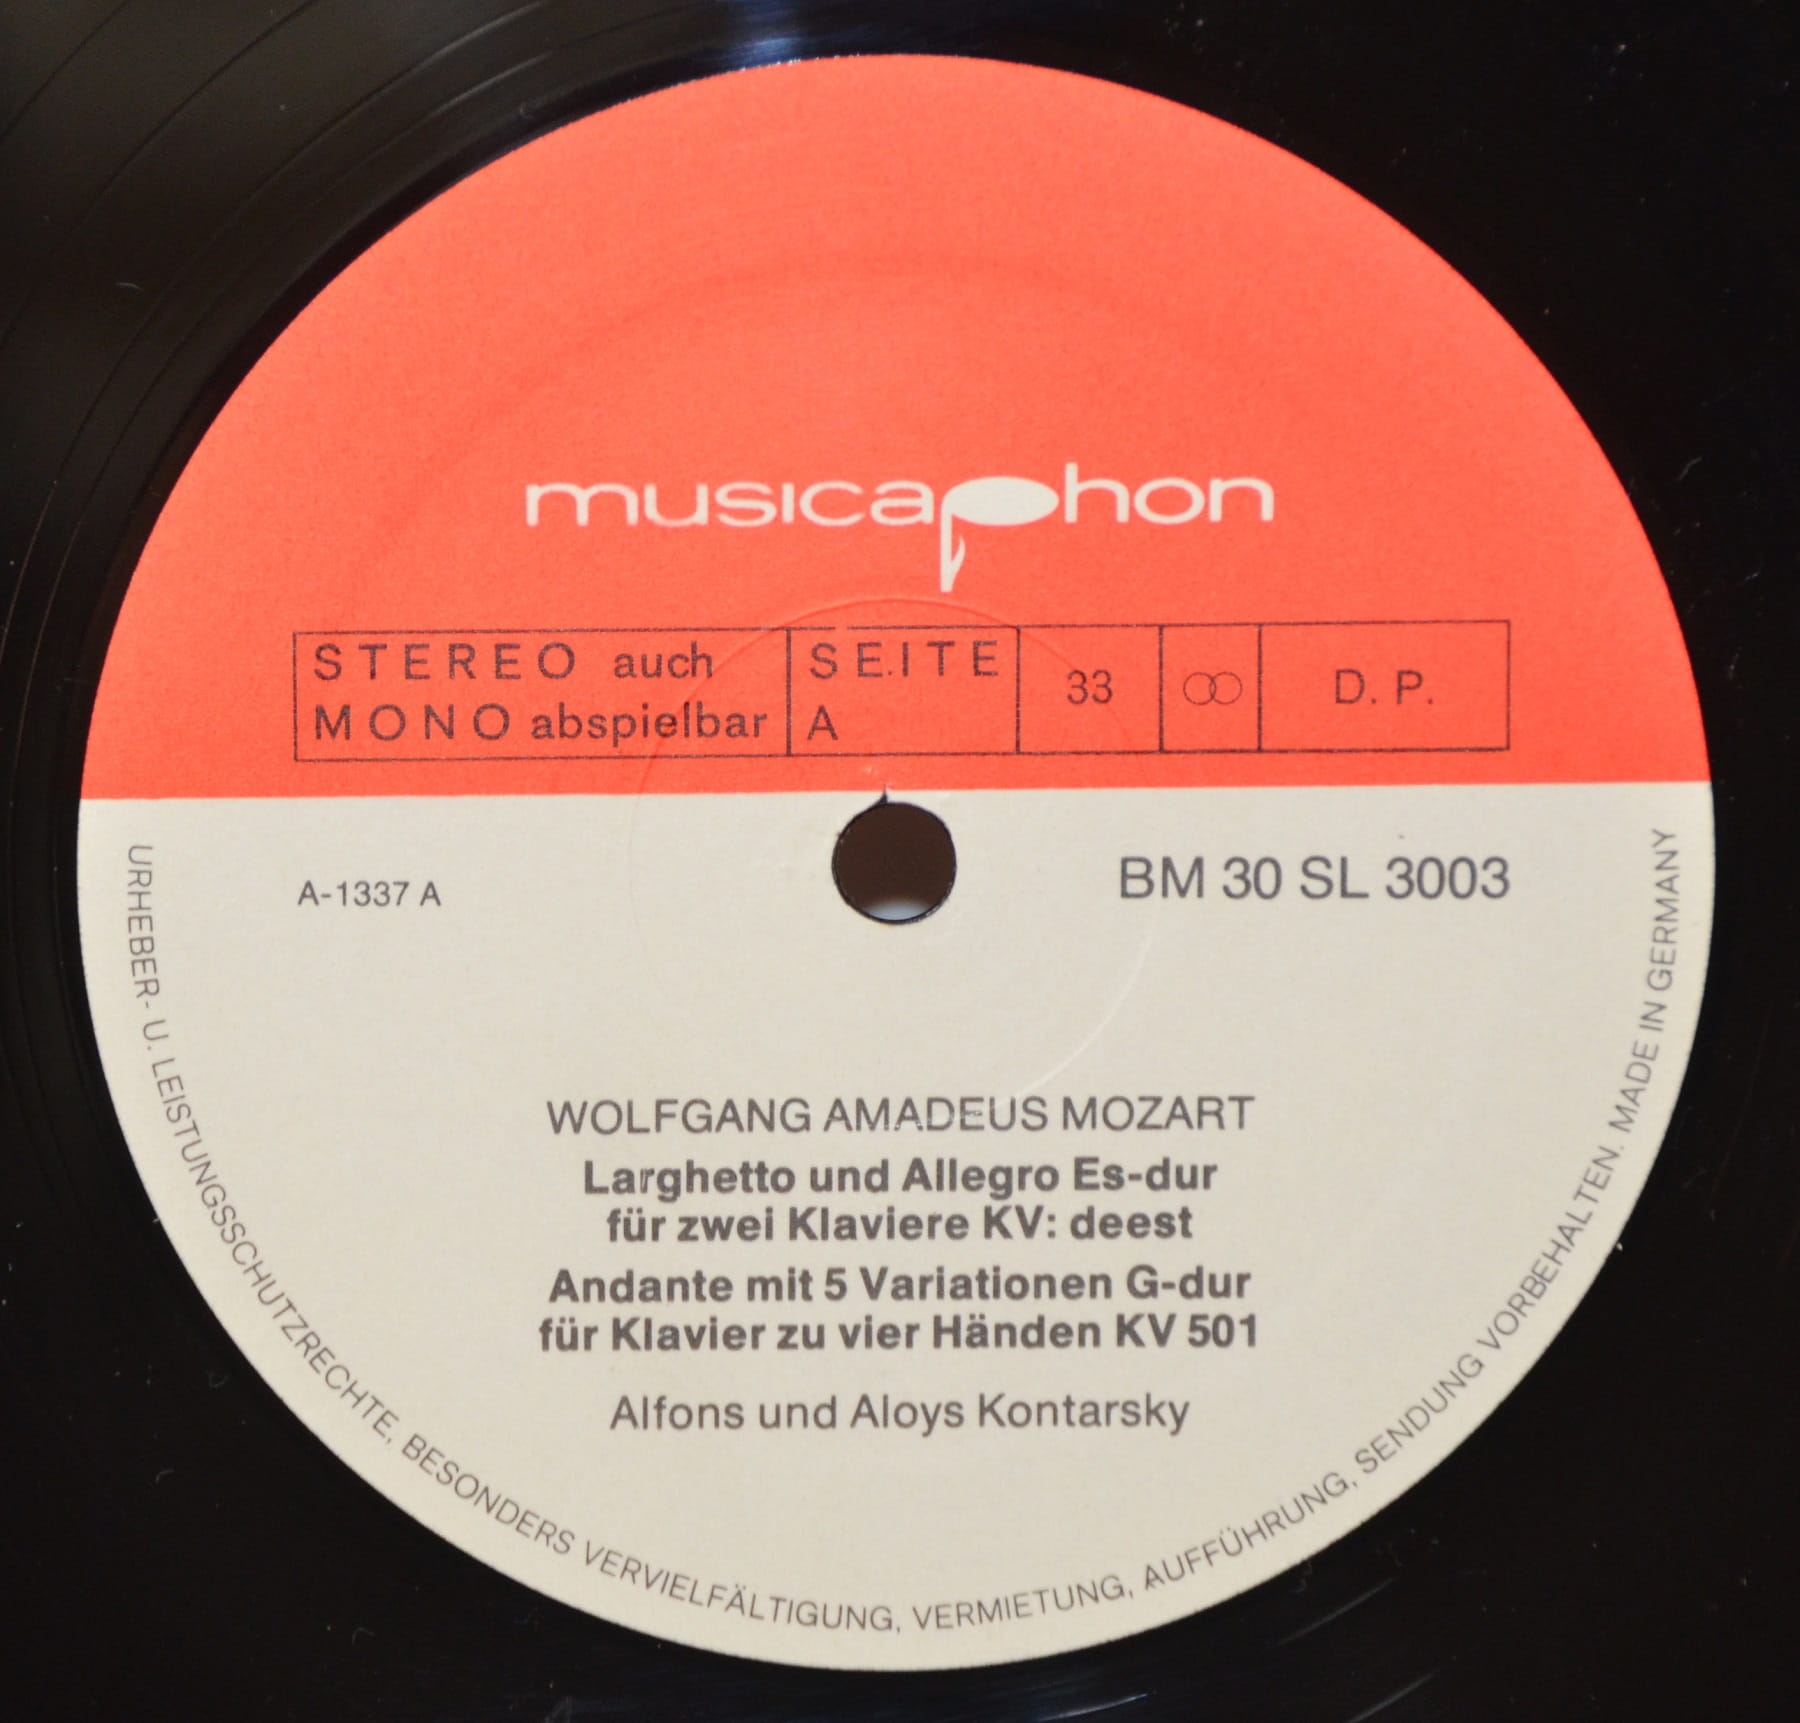 musicaphon
STEREO auch
MONO abspielbar
SEITE
A
33
D. P.
A-1337 A
BM 30 SL 3003
WOLFGANG AMADEUS MOZART
Larghetto und Allegro Es-dur
für zwei Klaviere KV: deest
Andante mit 5 Variationen G-dur
für Klavier zu vier Händen KV 501
Alfons und Aloys Kontarsky
URHEBER- U. LEISTUNGSSCHUTZRECHTE, BESONDERS VERVIELFÄLTIGUNG, VERMIETUNG, AUFFÜHRUNG, SENDUNG VORBEHALTEN. MADE IN GERMANY